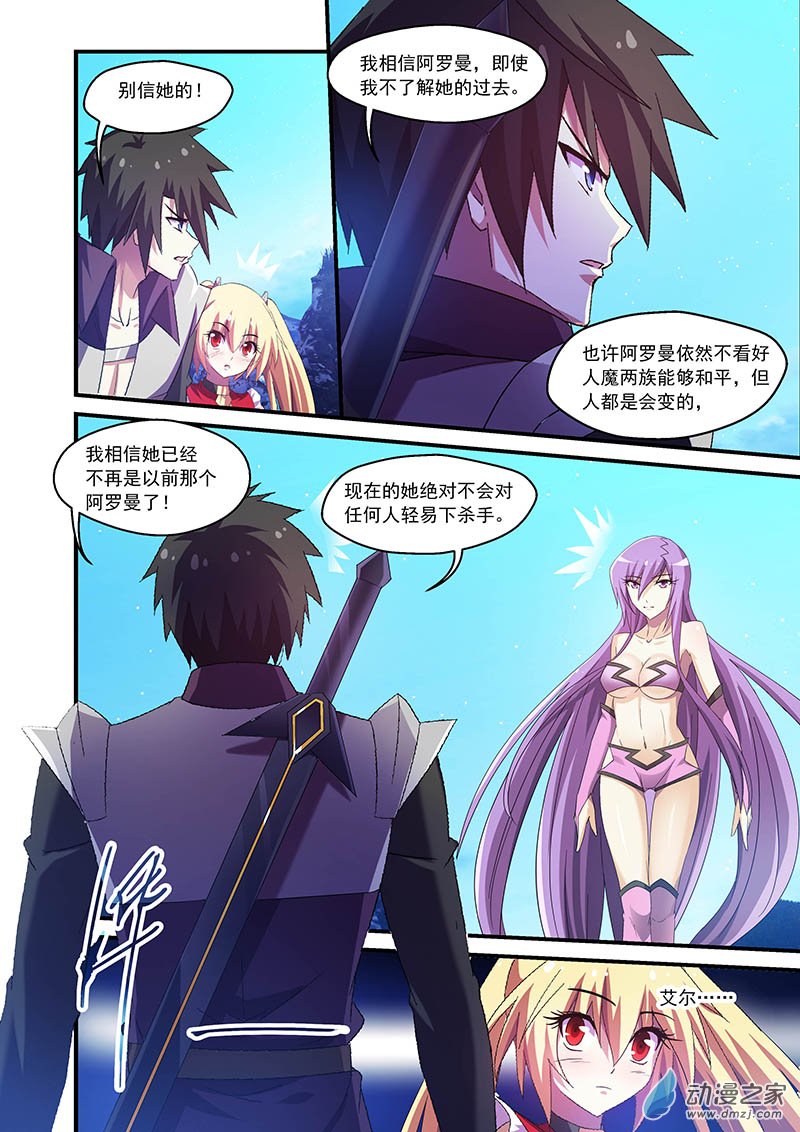 别信她的！
我相信阿罗曼，即使
我不了解她的过去。
也许阿罗曼依然不看好
人魔两族能够和平，但
人都是会变的，
我相信她已经
不再是以前那个
阿罗曼了！
现在的她绝对不会对
任何人轻易下杀手。
艾尔……
动漫之家
www.dmzj.com